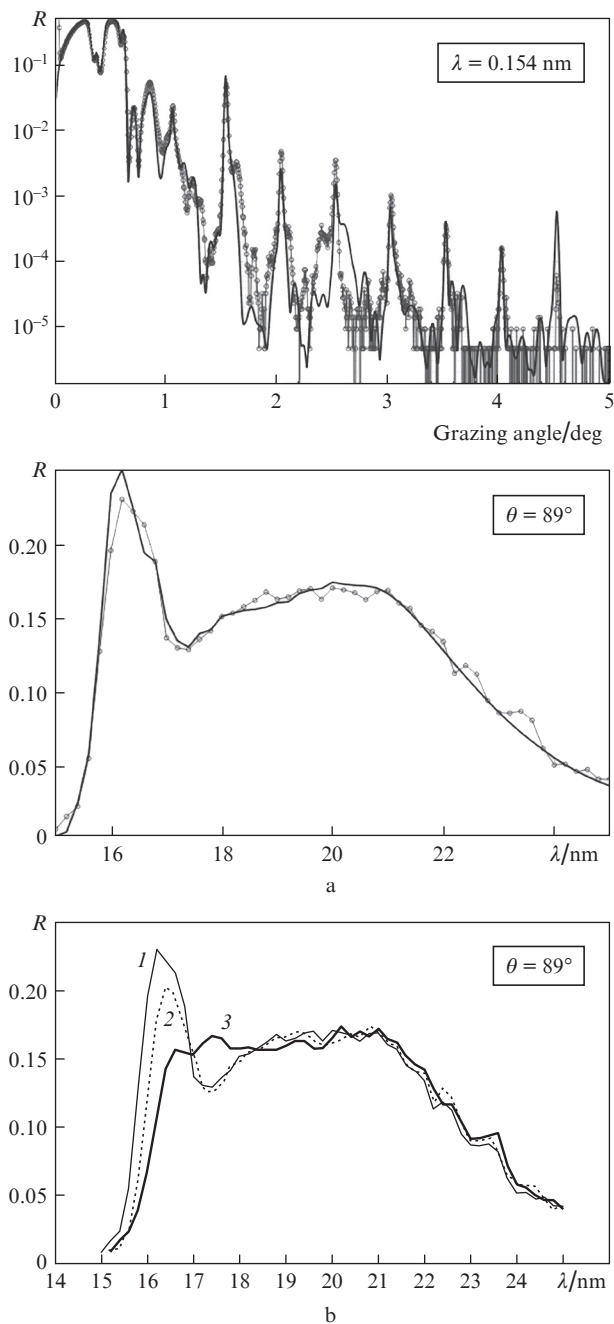 R
10⁻¹
10⁻²
10⁻³
10⁻⁴
10⁻⁵
λ = 0.154 nm
0 1 2 3 4 5
Grazing angle/deg
R
0.20
0.15
0.10
0.05
0
θ = 89°
16 18 20 22 λ/nm
a
R
0.20
0.15
0.10
0.05
0
1
2
3
θ = 89°
14 15 16 17 18 19 20 21 22 23 24 λ/nm
b